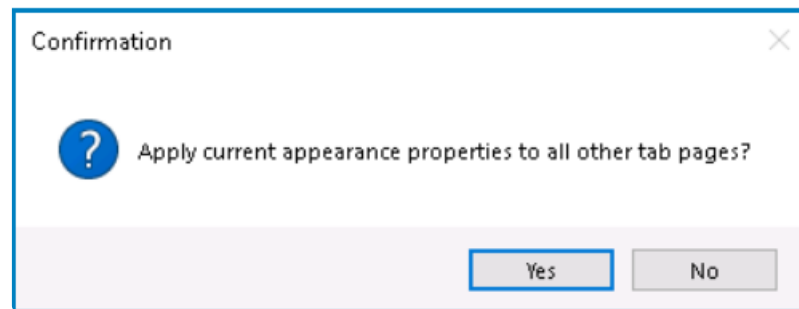 Confirmation
Apply current appearance properties to all other tab pages?
Yes
No